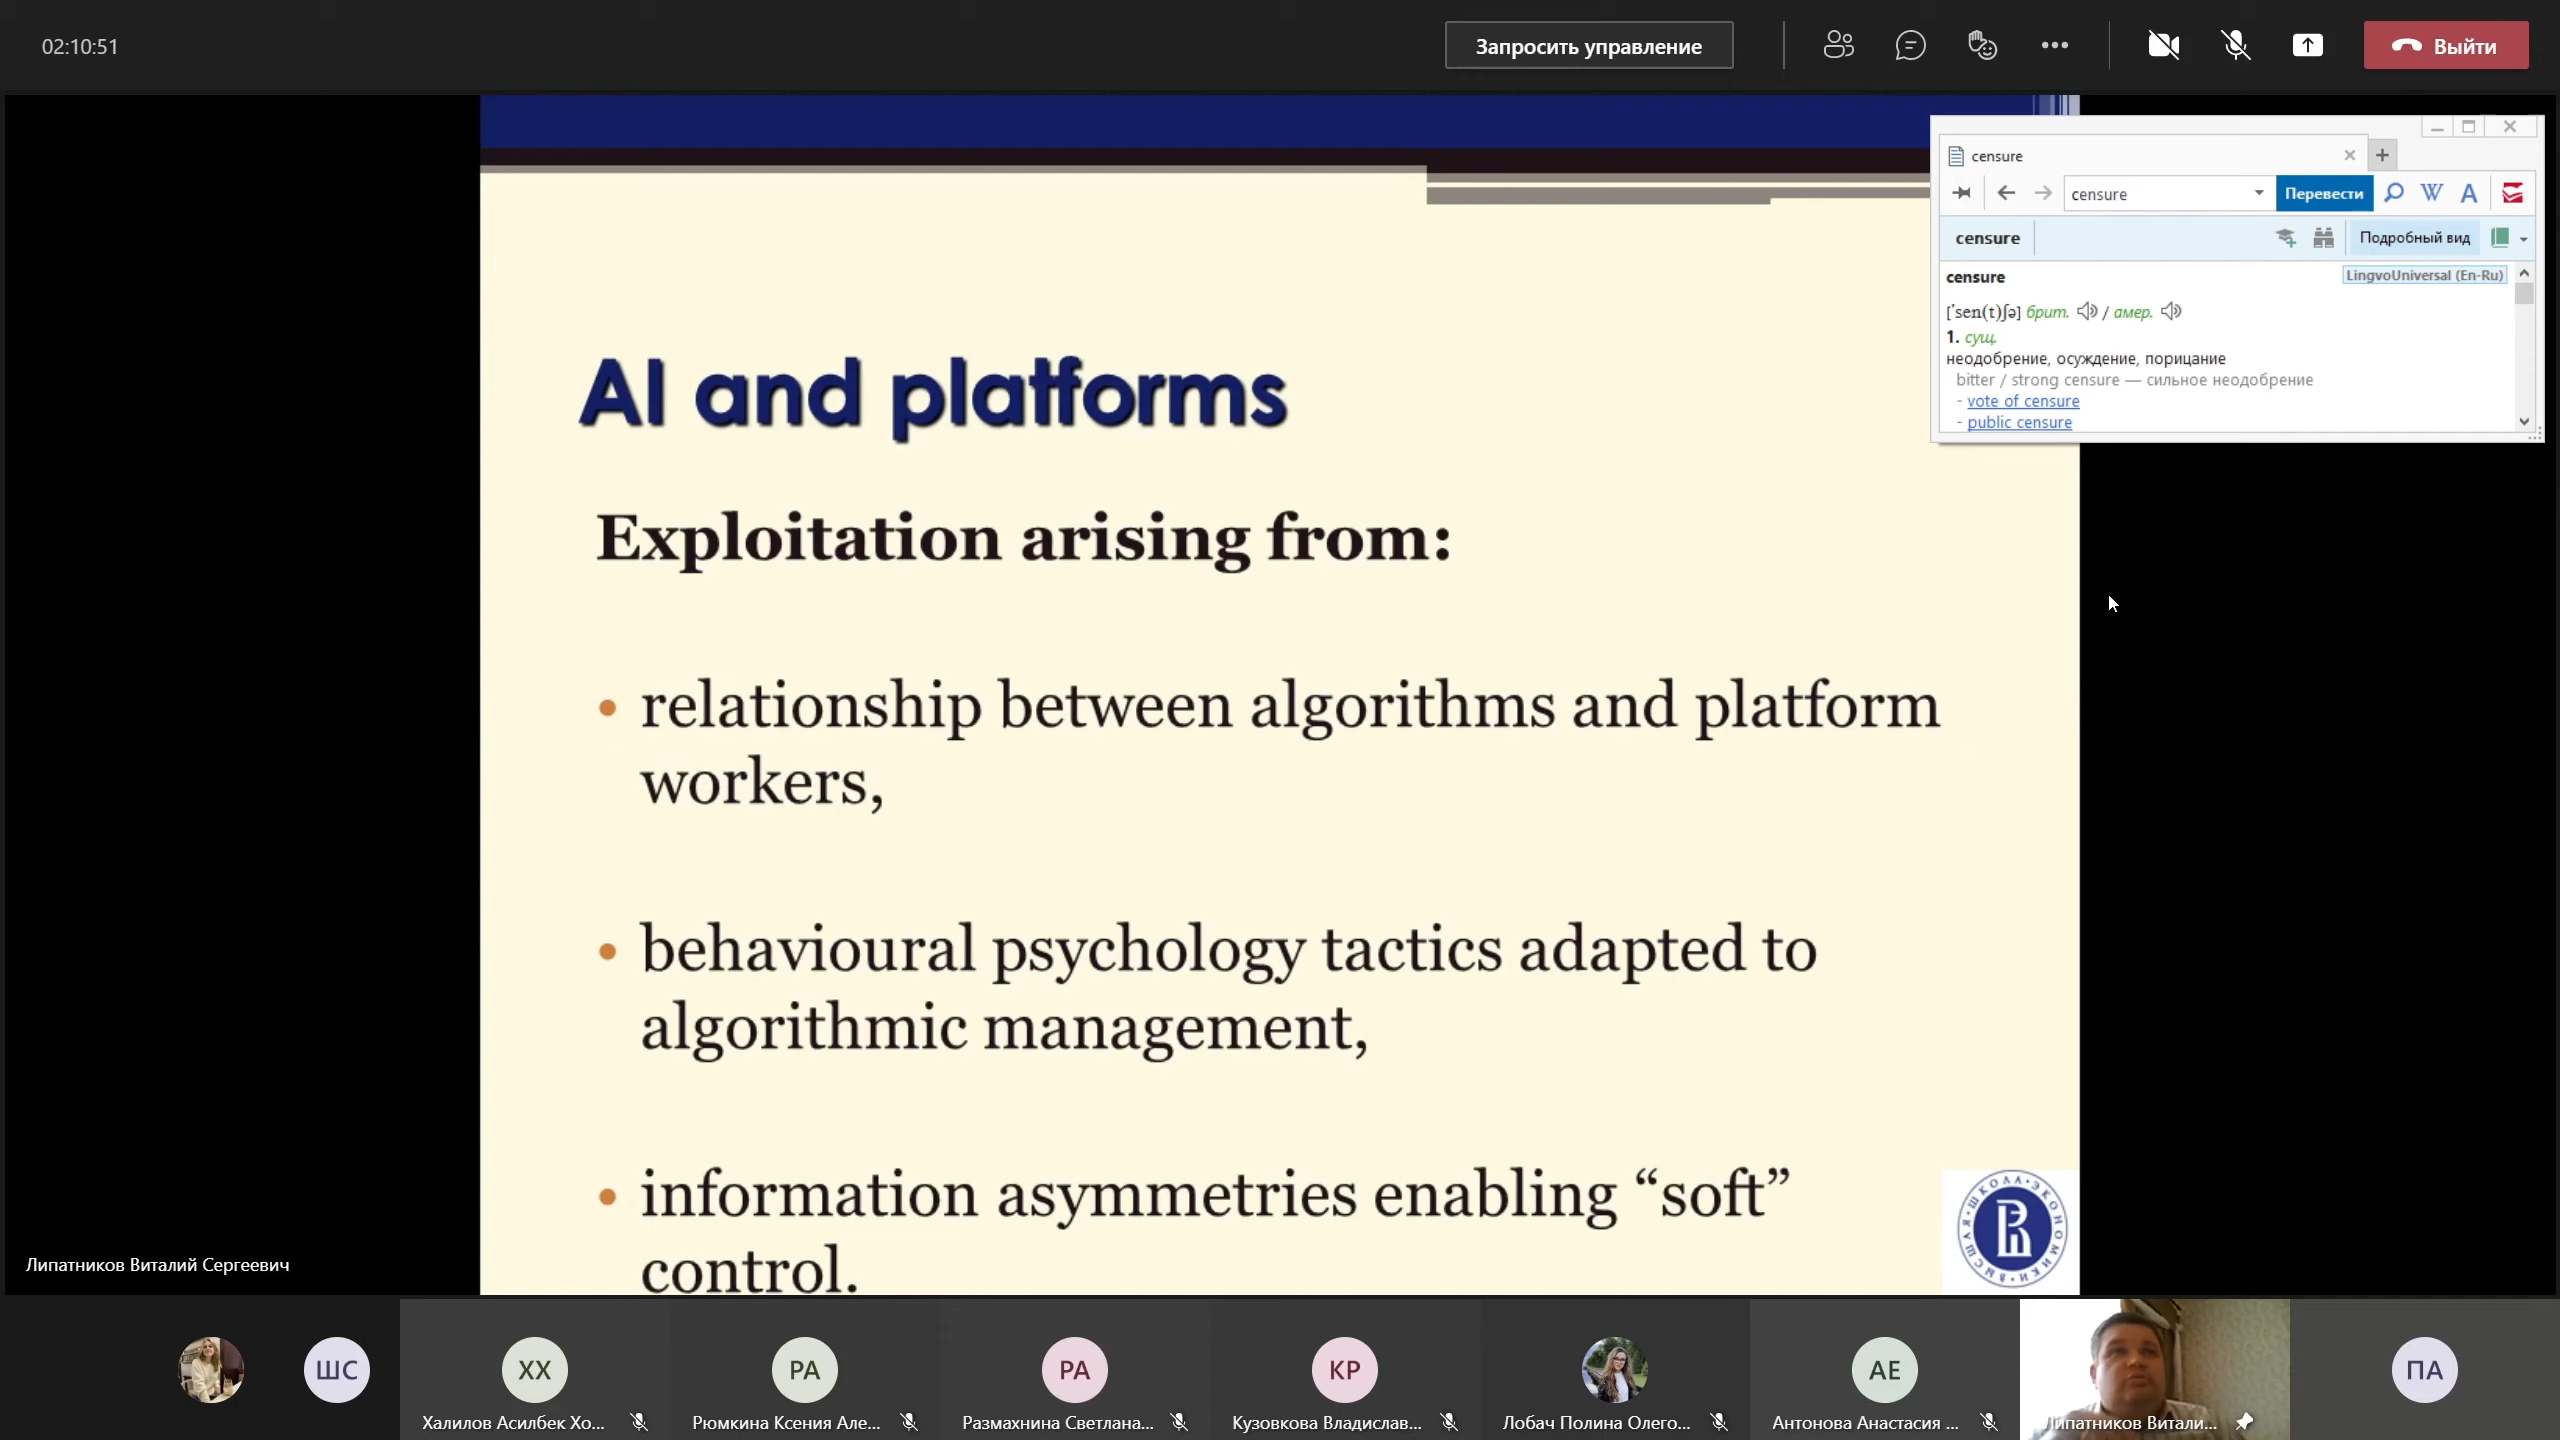 02:10:51
Запросить управление
Выйти
censure
censure
Перевести
W
A
censure
Подробный вид
censure
LingvoUniversal (En-Ru)
['sen(t)ʃə] брит. / амер.
1. сущ.
неодобрение, осуждение, порицание
bitter / strong censure — сильное неодобрение
- vote of censure
- public censure
AI and platforms
Exploitation arising from:
• relationship between algorithms and platform
workers,
• behavioural psychology tactics adapted to
algorithmic management,
• information asymmetries enabling “soft”
control.
ВЫСШАЯ ШКОЛА ЭКОНОМИКИ
Липатников Виталий Сергеевич
ШС
ХХ
РА
РА
КР
АЕ
ПА
Халилов Асилбек Хо...
Рюмкина Ксения Але...
Размахнина Светлана...
Кузовкова Владислав...
Лобач Полина Олего...
Антонова Анастасия ...
Липатников Витали...